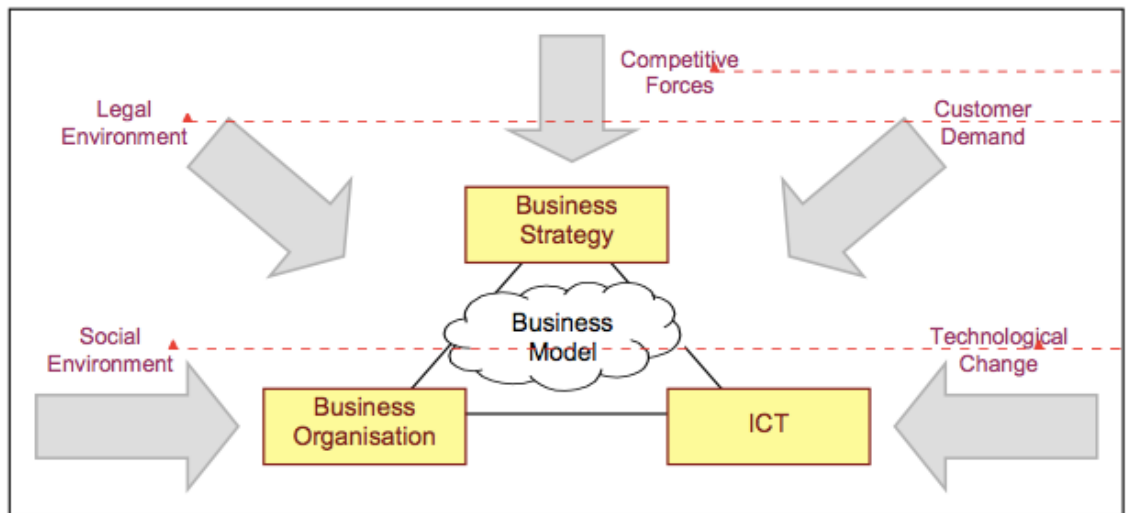 Competitive
Forces
Legal
Environment
Customer
Demand
Business
Strategy
Business
Model
Social
Environment
Technological
Change
Business
Organisation
ICT